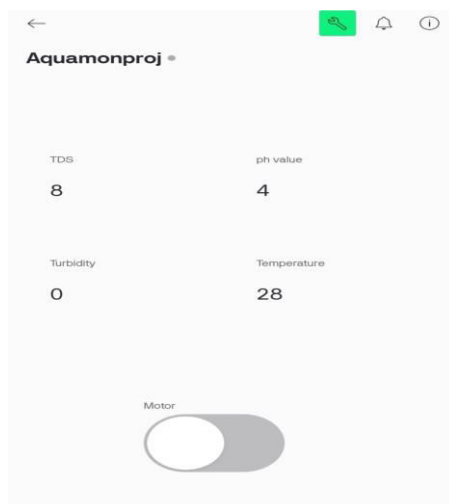 Aquamonproj
TDS
ph value
8
4
Turbidity
Temperature
0
28
Motor